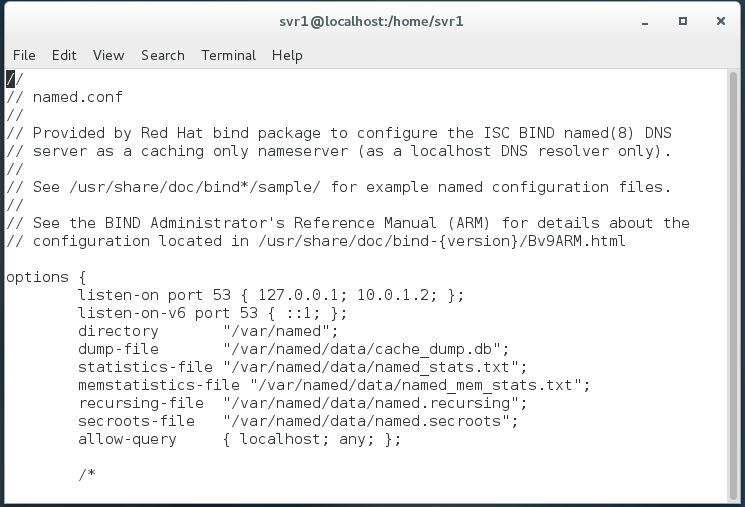 svr1@localhost:/home/svr1
File Edit View Search Terminal Help
//
// named.conf
//
// Provided by Red Hat bind package to configure the ISC BIND named(8) DNS
// server as a caching only nameserver (as a localhost DNS resolver only).
//
// See /usr/share/doc/bind*/sample/ for example named configuration files.
//
// See the BIND Administrator's Reference Manual (ARM) for details about the
// configuration located in /usr/share/doc/bind-{version}/Bv9ARM.html

options {
        listen-on port 53 { 127.0.0.1; 10.0.1.2; };
        listen-on-v6 port 53 { ::1; };
        directory       "/var/named";
        dump-file       "/var/named/data/cache_dump.db";
        statistics-file "/var/named/data/named_stats.txt";
        memstatistics-file "/var/named/data/named_mem_stats.txt";
        recursing-file  "/var/named/data/named.recursing";
        secroots-file   "/var/named/data/named.secroots";
        allow-query     { localhost; any; };

        /*